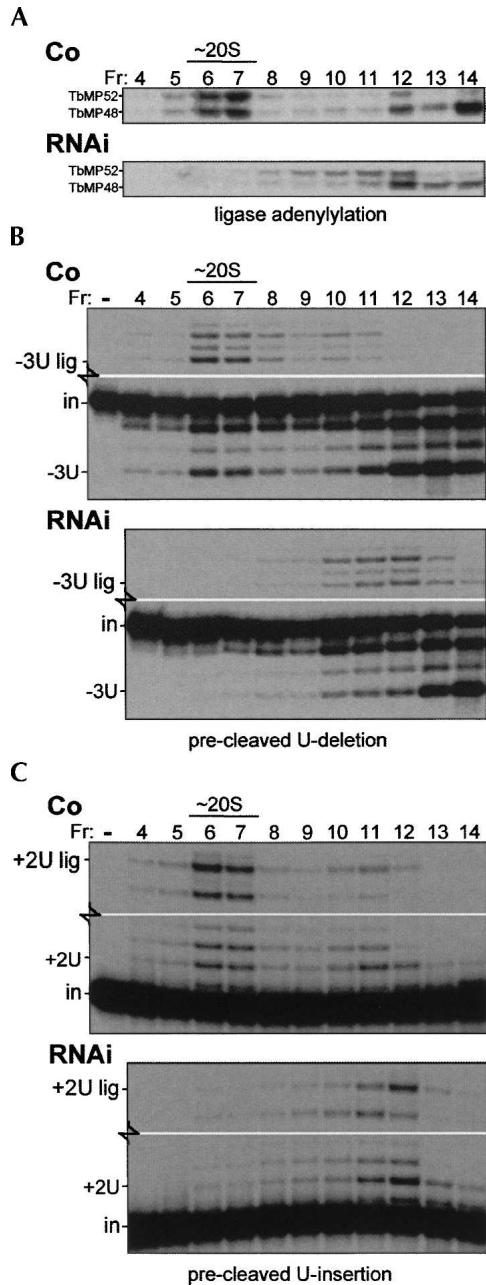 A
Co ~20S
Fr: 4 5 6 7 8 9 10 11 12 13 14
TbMP52-
TbMP48-
RNAi
TbMP52-
TbMP48-
ligase adenylylation
B
Co ~20S
Fr: - 4 5 6 7 8 9 10 11 12 13 14
-3U lig
in-
-3U-
RNAi
-3U lig
in-
-3U-
pre-cleaved U-deletion
C
Co ~20S
Fr: - 4 5 6 7 8 9 10 11 12 13 14
+2U lig
+2U-
in-
RNAi
+2U lig
+2U-
in-
pre-cleaved U-insertion